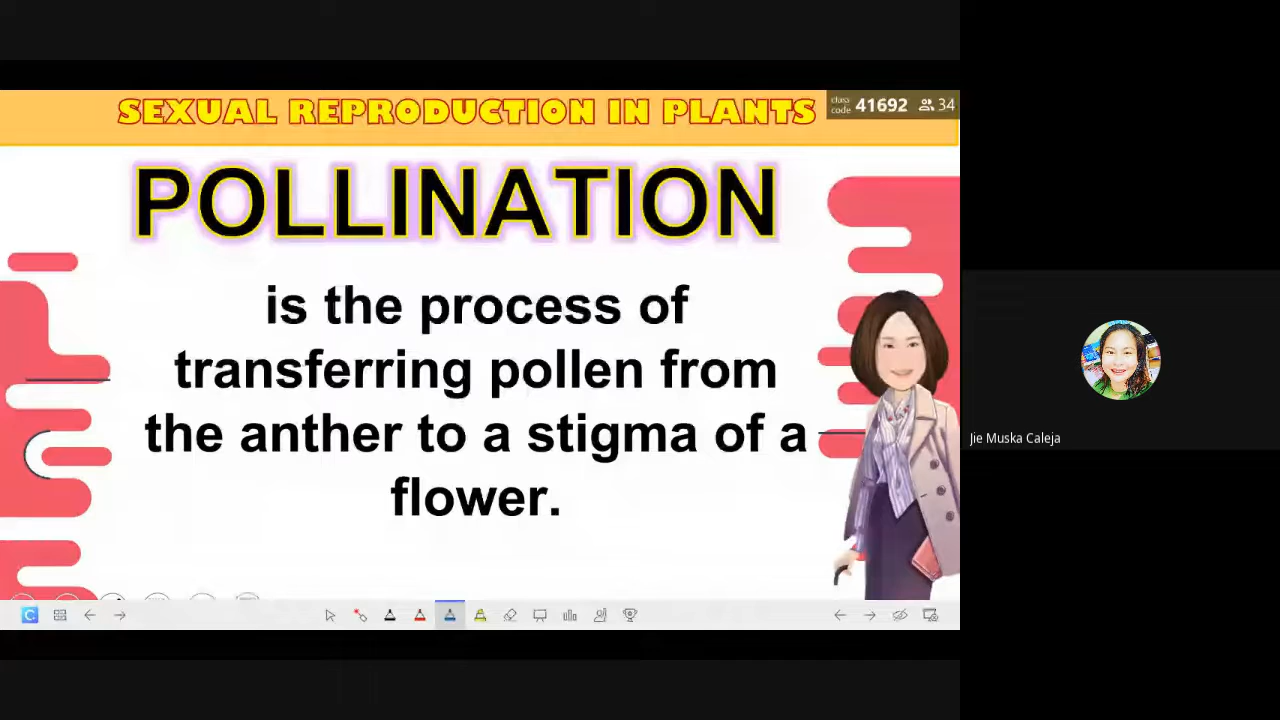 SEXUAL REPRODUCTION IN PLANTS
class code 41692 34
POLLINATION
is the process of
transferring pollen from
the anther to a stigma of a
flower.
Jie Muska Caleja